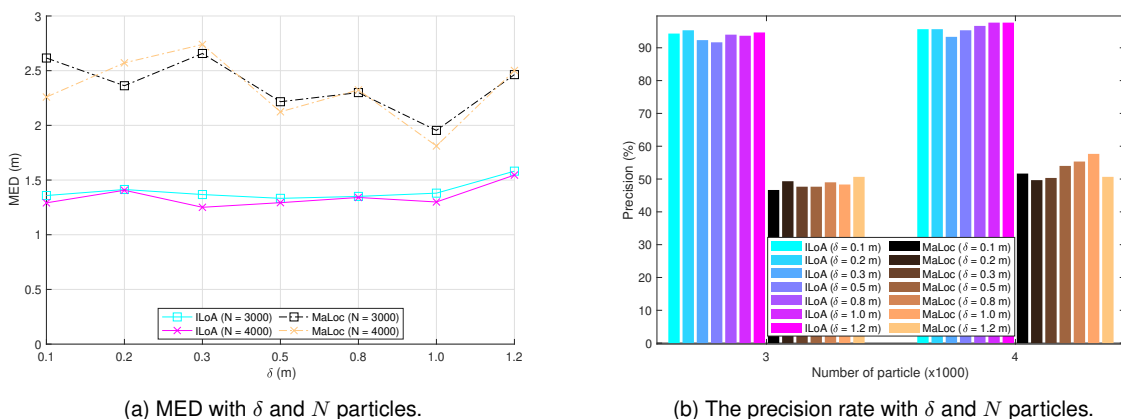 3
2.5
2
1.5
1
0.5
0
MED (m)
ILoA (N = 3000)
ILoA (N = 4000)
MaLoc (N = 3000)
MaLoc (N = 4000)
0.1 0.2 0.3 0.5 0.8 1.0 1.2
δ (m)
(a) MED with δ and N particles.
90
80
70
60
50
40
30
20
10
0
Precision (%)
ILoA (δ = 0.1 m)
ILoA (δ = 0.2 m)
ILoA (δ = 0.3 m)
ILoA (δ = 0.5 m)
ILoA (δ = 0.8 m)
ILoA (δ = 1.0 m)
ILoA (δ = 1.2 m)
MaLoc (δ = 0.1 m)
MaLoc (δ = 0.2 m)
MaLoc (δ = 0.3 m)
MaLoc (δ = 0.5 m)
MaLoc (δ = 0.8 m)
MaLoc (δ = 1.0 m)
MaLoc (δ = 1.2 m)
3 4
Number of particle (x1000)
(b) The precision rate with δ and N particles.